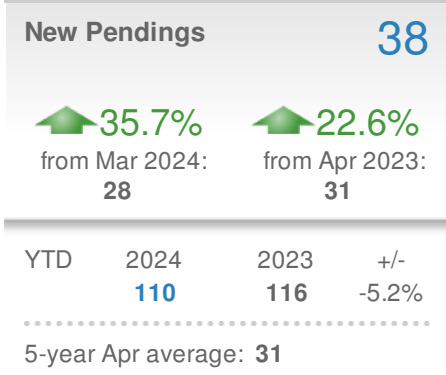 New Pendings 38
35.7% 22.6%
from Mar 2024: from Apr 2023:
28 31
YTD 2024 2023 +/-
110 116 -5.2%
5-year Apr average: 31